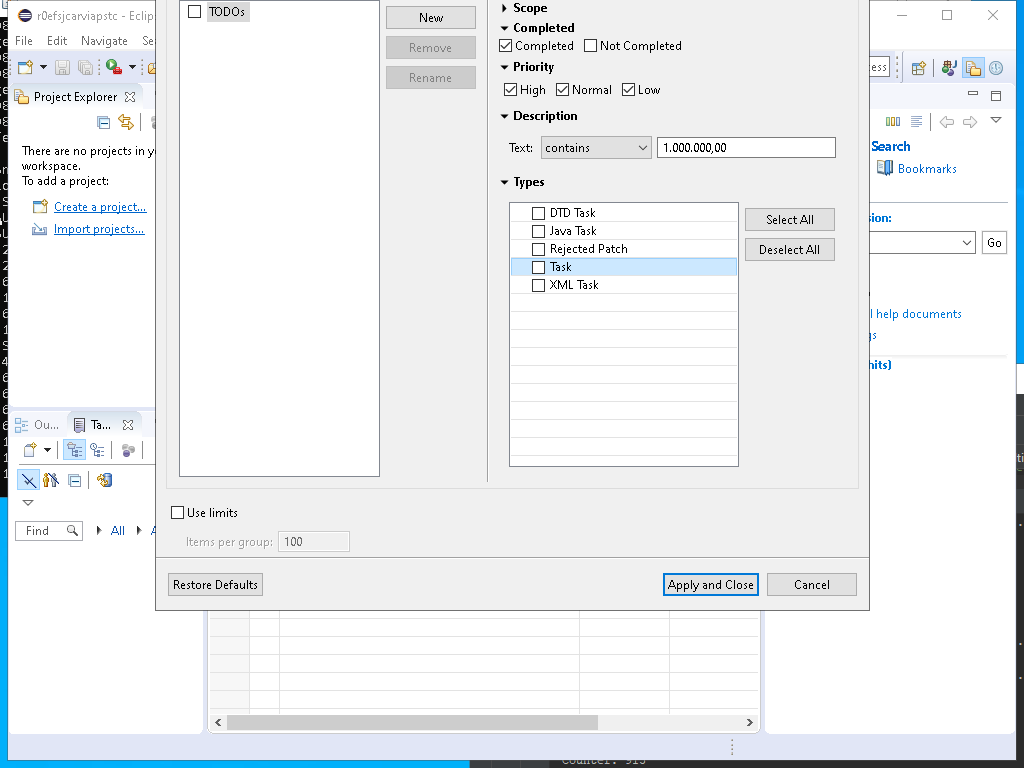 r0efsjcarviapstc - Eclip
File Edit Navigate Se
Project Explorer
There are no projects in y
workspace.
To add a project:
Create a project...
Import projects...
Ou...
Ta...
Find
All
TODOs
New
Remove
Rename
Scope
Completed
Completed Not Completed
Priority
High Normal Low
Description
Text: contains 1.000.000,00
Types
DTD Task
Java Task
Rejected Patch
Task
XML Task
Select All
Deselect All
Use limits
Items per group: 100
Restore Defaults
Apply and Close
Cancel
ess
Search
Bookmarks
sion:
Go
l help documents
gs
hits)
Counter: 915